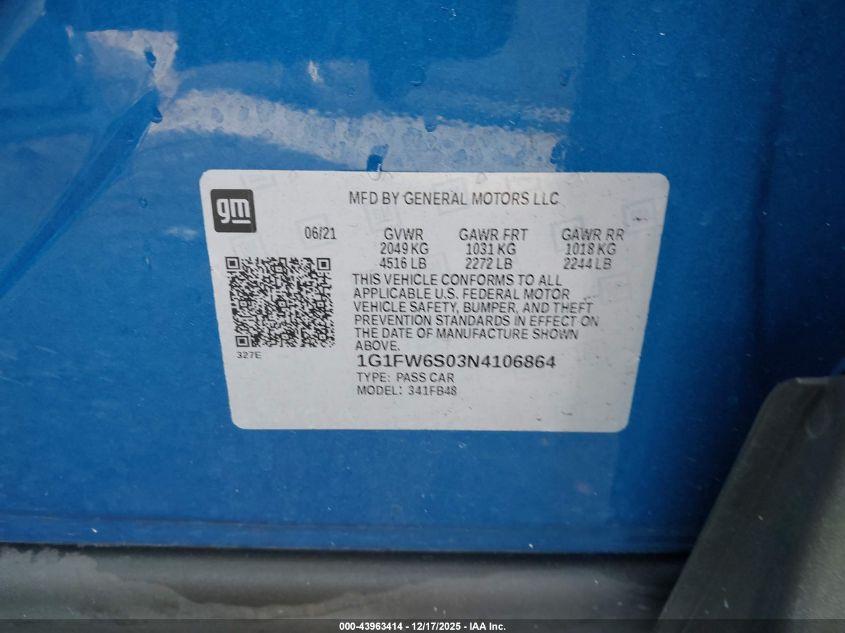 gm
MFD BY GENERAL MOTORS LLC
06/21 GVWR GAWR FRT GAWR RR
2049 KG 1031 KG 1018 KG
4516 LB 2272 LB 2244 LB
THIS VEHICLE CONFORMS TO ALL
APPLICABLE U.S. FEDERAL MOTOR
VEHICLE SAFETY, BUMPER, AND THEFT
PREVENTION STANDARDS IN EFFECT ON
THE DATE OF MANUFACTURE SHOWN
ABOVE.
327E
1G1FW6S03N4106864
TYPE: PASS CAR
MODEL: 341FB48
000-43963414 - 12/17/2025 - IAA Inc.